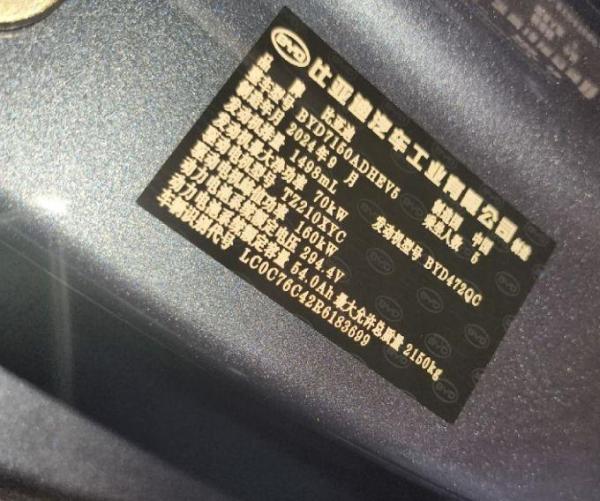 BYD 比亚迪汽车工业有限公司制造
品牌 比亚迪 制造国 中国
整车型号 BYD7150ADHEV5 乘坐人数 5
制造年月 2024年9月 发动机型号 BYD472QC
发动机排量 1498mL
发动机最大净功率 70kW
驱动电机型号 TZ210XYC
驱动电机峰值功率 160kW
动力电池系统额定电压 294.4V
动力电池系统额定容量 54.0Ah 最大允许总质量 2150kg
车辆识别代号 LC0C76C42R6183699